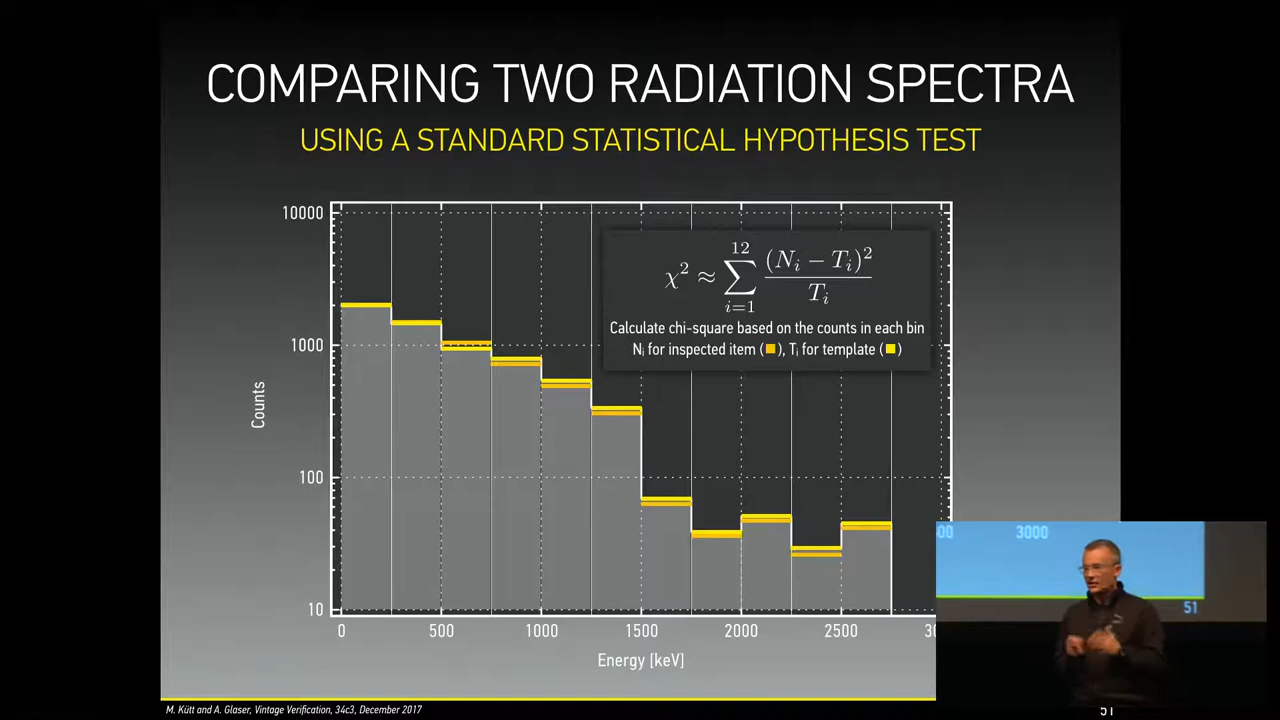 COMPARING TWO RADIATION SPECTRA
USING A STANDARD STATISTICAL HYPOTHESIS TEST
10000
1000
100
10
Counts
χ² ≈ ∑ i=1 12 (Nᵢ − Tᵢ)² / Tᵢ
Calculate chi-square based on the counts in each bin
Nᵢ for inspected item (■), Tᵢ for template (■)
0 500 1000 1500 2000 2500
Energy [keV]
3000
51
M. Kütt and A. Glaser, Vintage Verification, 34c3, December 2017
51